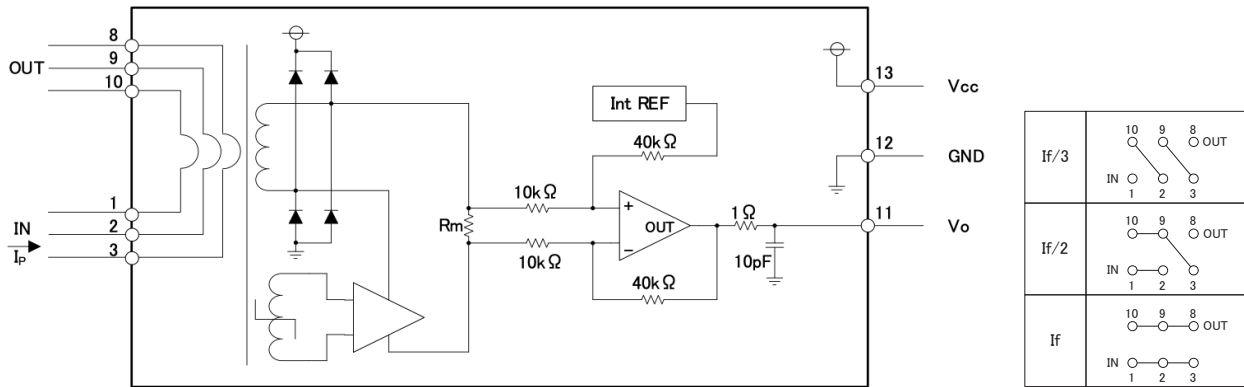 8
OUT
9
10
1
IN
2
IP
3
Int REF
40kΩ
10kΩ
+
Rm
OUT
−
10kΩ
40kΩ
1Ω
10pF
13
Vcc
12
GND
11
Vo
If/3
10 9 8
OUT
IN
1 2 3
If/2
10 9 8
OUT
IN
1 2 3
If
10 9 8
OUT
IN
1 2 3